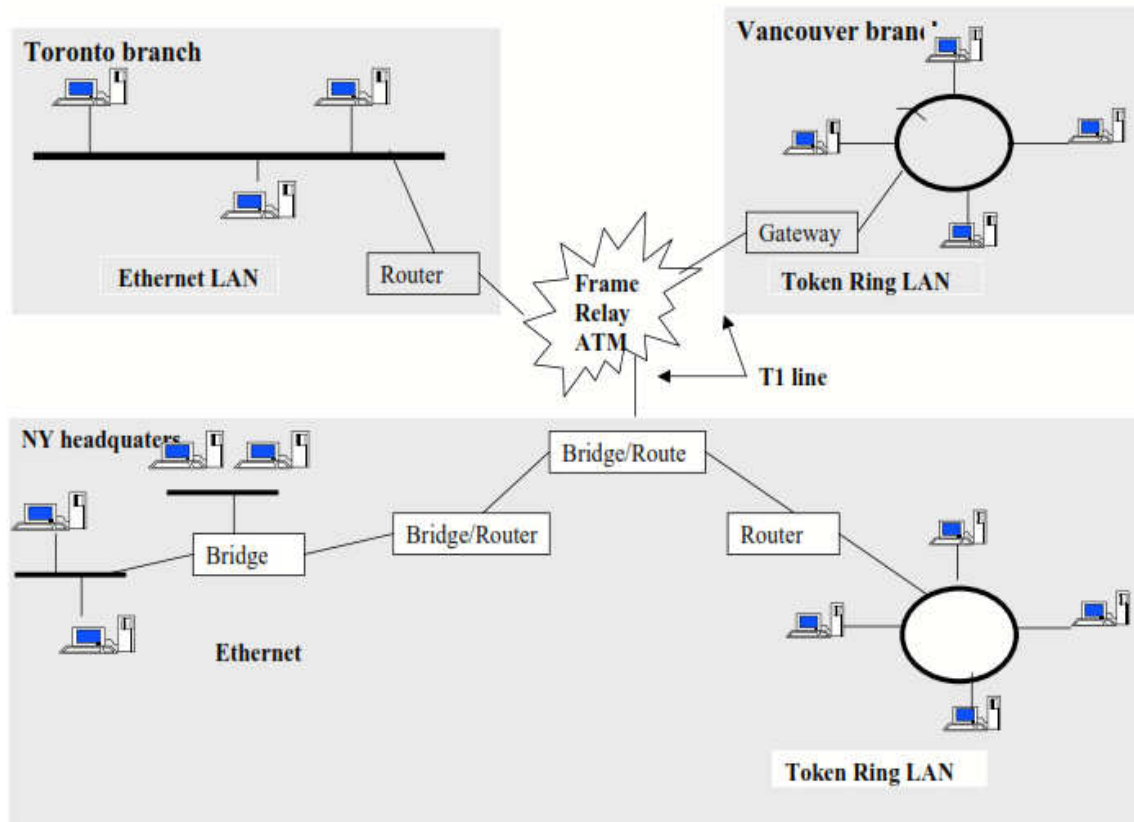 Toronto branch
Ethernet LAN
Router
Vancouver branch
Gateway
Token Ring LAN
Frame
Relay
ATM
T1 line
NY headquaters
Bridge
Bridge/Router
Bridge/Route
Router
Ethernet
Token Ring LAN